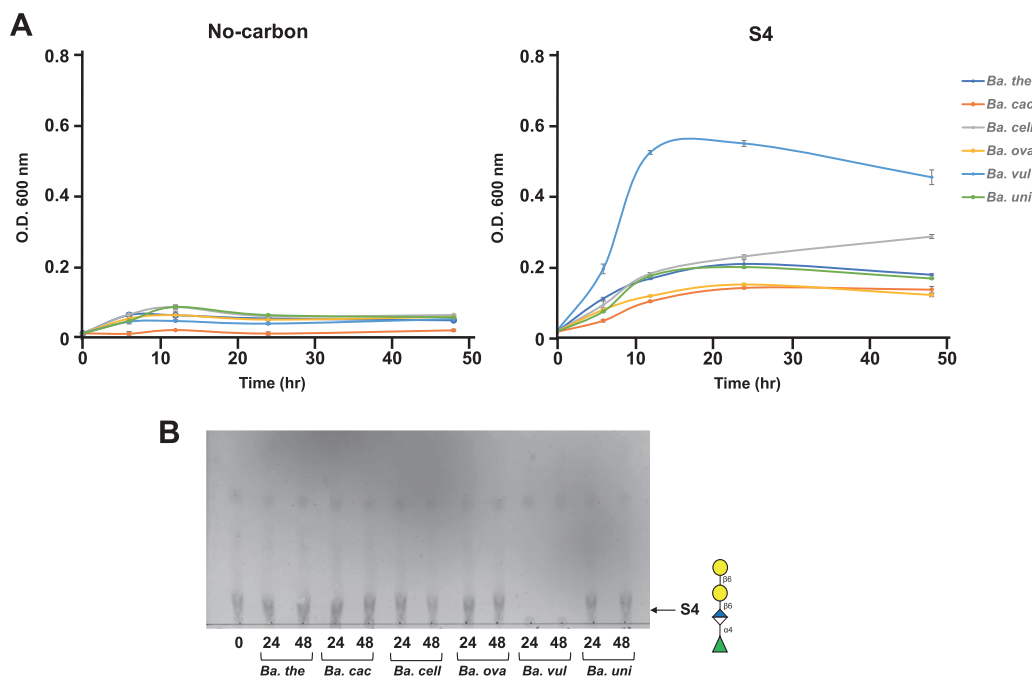 A
No-carbon
0.8
0.6
0.4
0.2
0
O.D. 600 nm
0 10 20 30 40 50
Time (hr)
S4
0.8
0.6
0.4
0.2
0
O.D. 600 nm
0 10 20 30 40 50
Time (hr)
Ba. the
Ba. cac
Ba. cell
Ba. ova
Ba. vul
Ba. uni
B
S4
β6
β6
α4
0 24 48 24 48 24 48 24 48 24 48 24 48
Ba. the Ba. cac Ba. cell Ba. ova Ba. vul Ba. uni